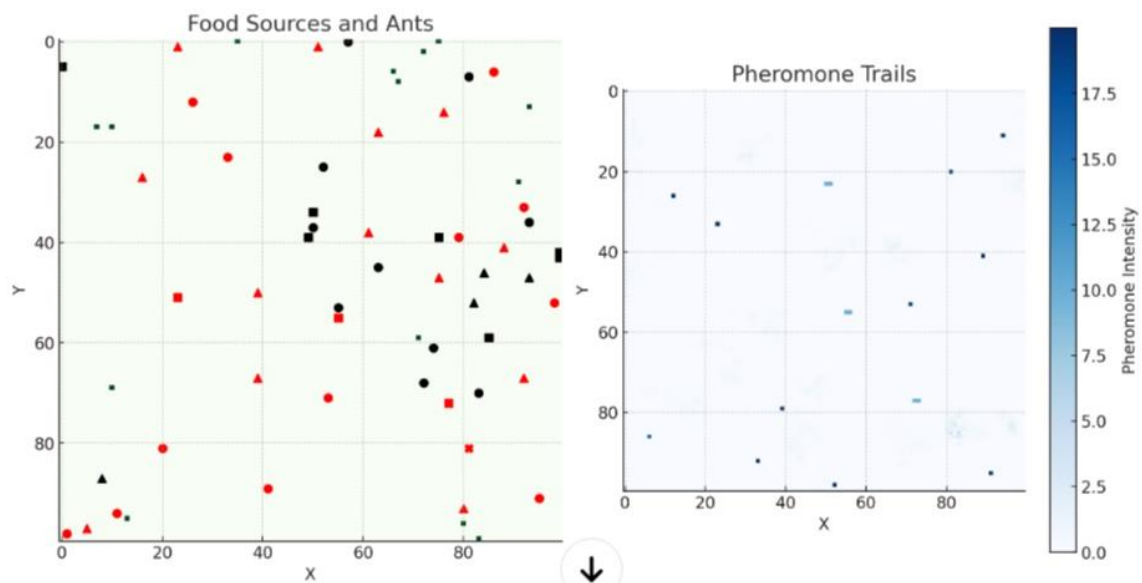 Food Sources and Ants
0
20
40
60
80
Y
0 20 40 60 80
X
Pheromone Trails
0
20
40
60
80
Y
0 20 40 60 80
X
17.5
15.0
12.5
10.0
7.5
5.0
2.5
0.0
Pheromone Intensity